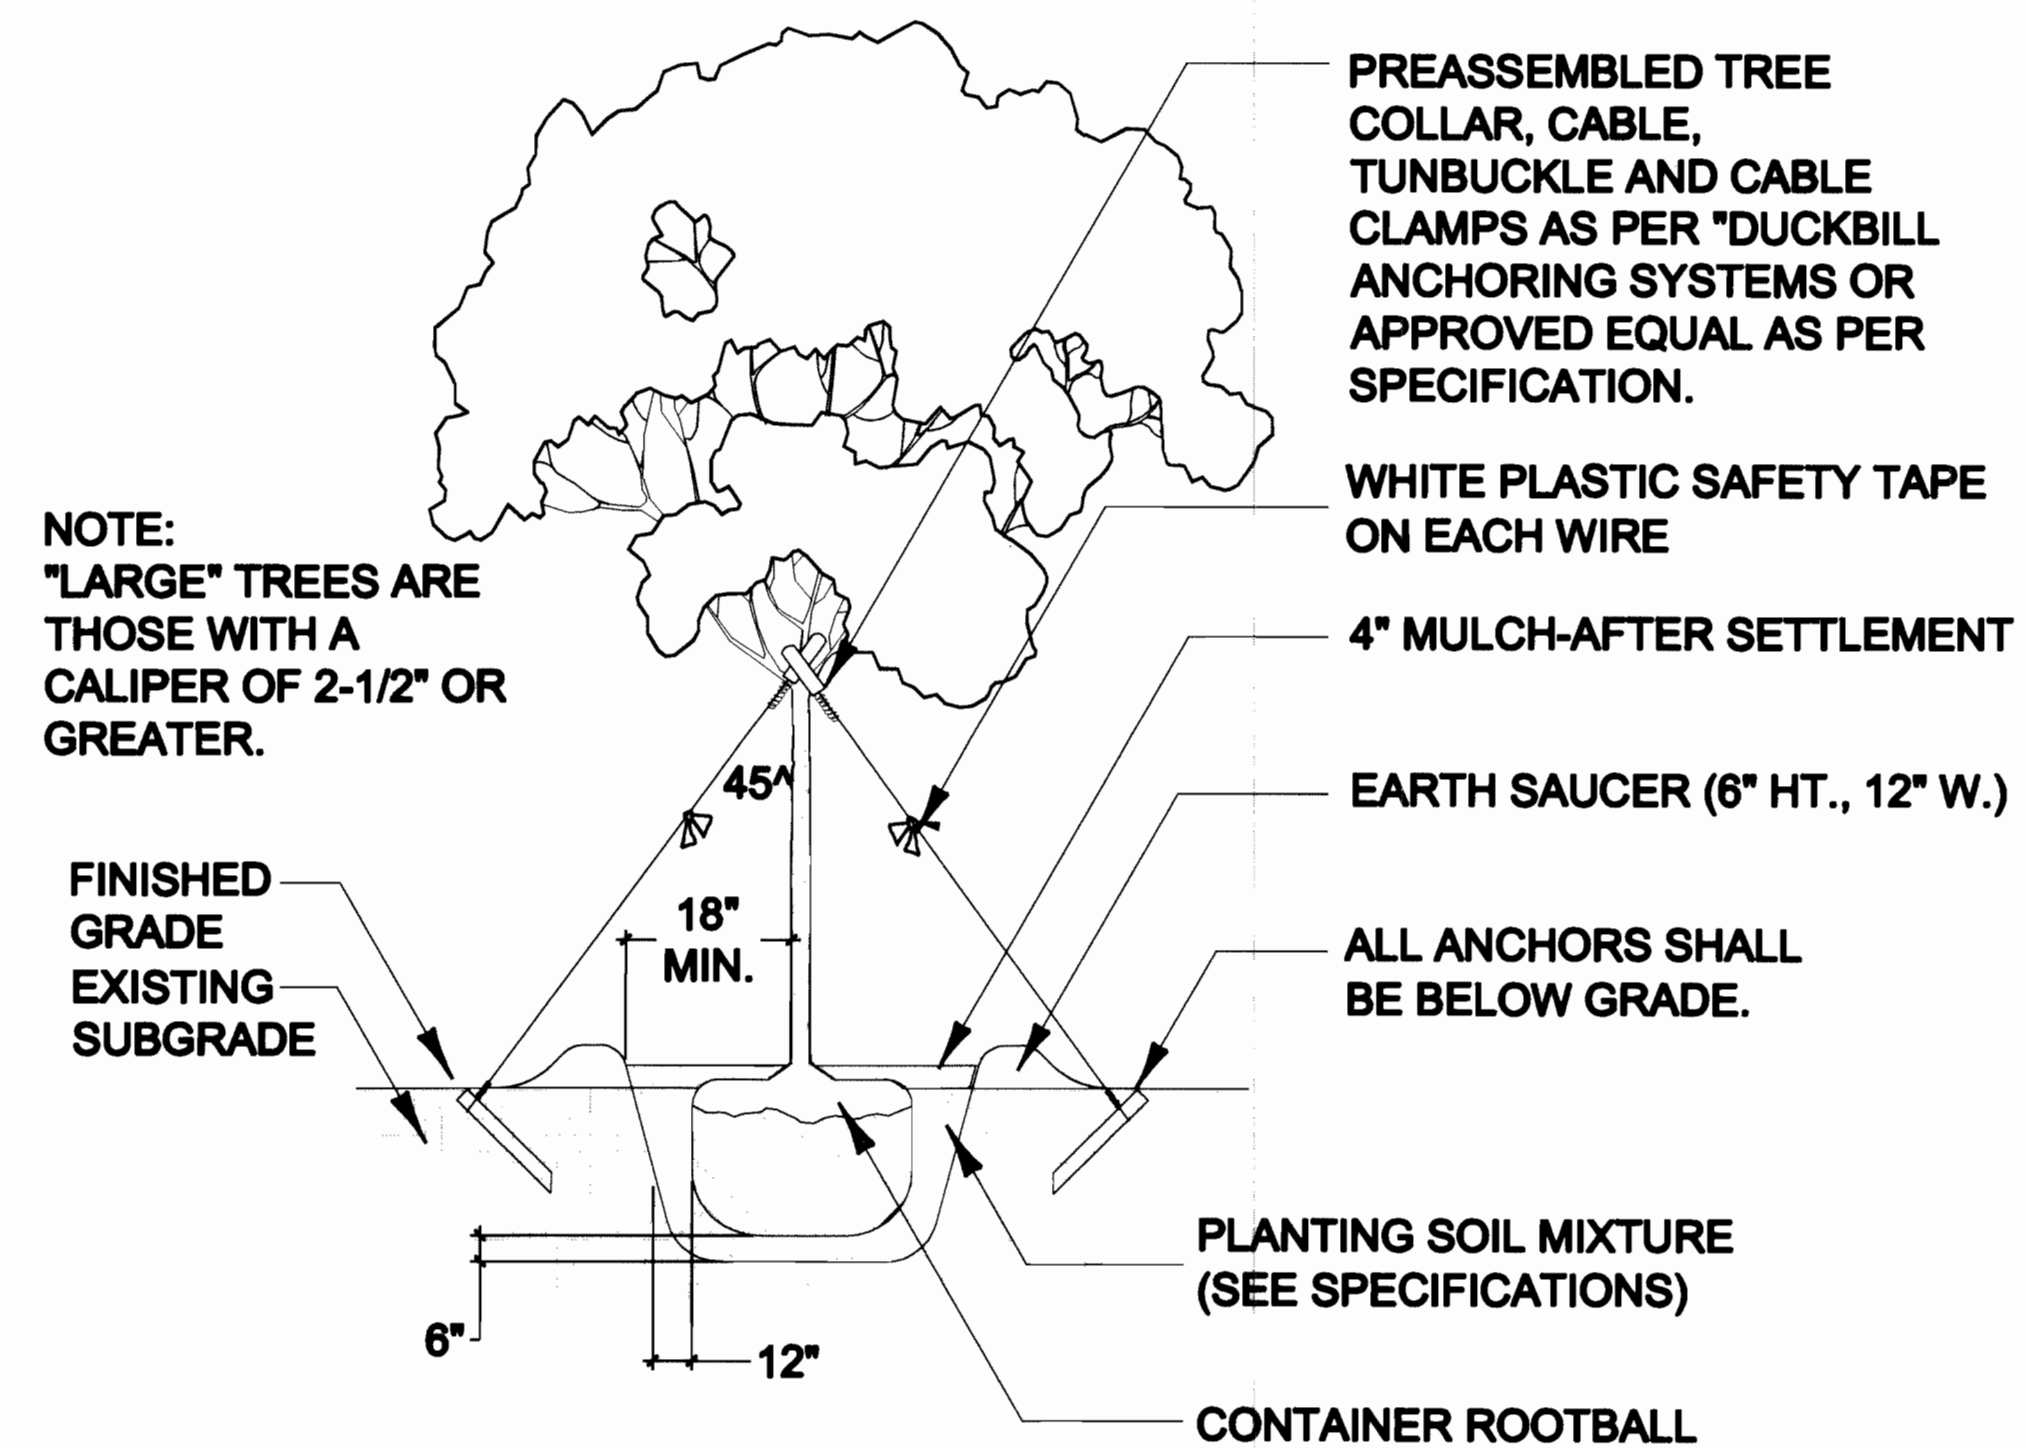 PREASSEMBLED TREE
COLLAR, CABLE,
TUNBUCKLE AND CABLE
CLAMPS AS PER "DUCKBILL
ANCHORING SYSTEMS OR
APPROVED EQUAL AS PER
SPECIFICATION.
WHITE PLASTIC SAFETY TAPE
ON EACH WIRE
4" MULCH-AFTER SETTLEMENT
EARTH SAUCER (6" HT., 12" W.)
ALL ANCHORS SHALL
BE BELOW GRADE.
PLANTING SOIL MIXTURE
(SEE SPECIFICATIONS)
CONTAINER ROOTBALL
NOTE:
"LARGE" TREES ARE
THOSE WITH A
CALIPER OF 2-1/2" OR
GREATER.
45^
18"
MIN.
FINISHED
GRADE
EXISTING
SUBGRADE
6"
12"